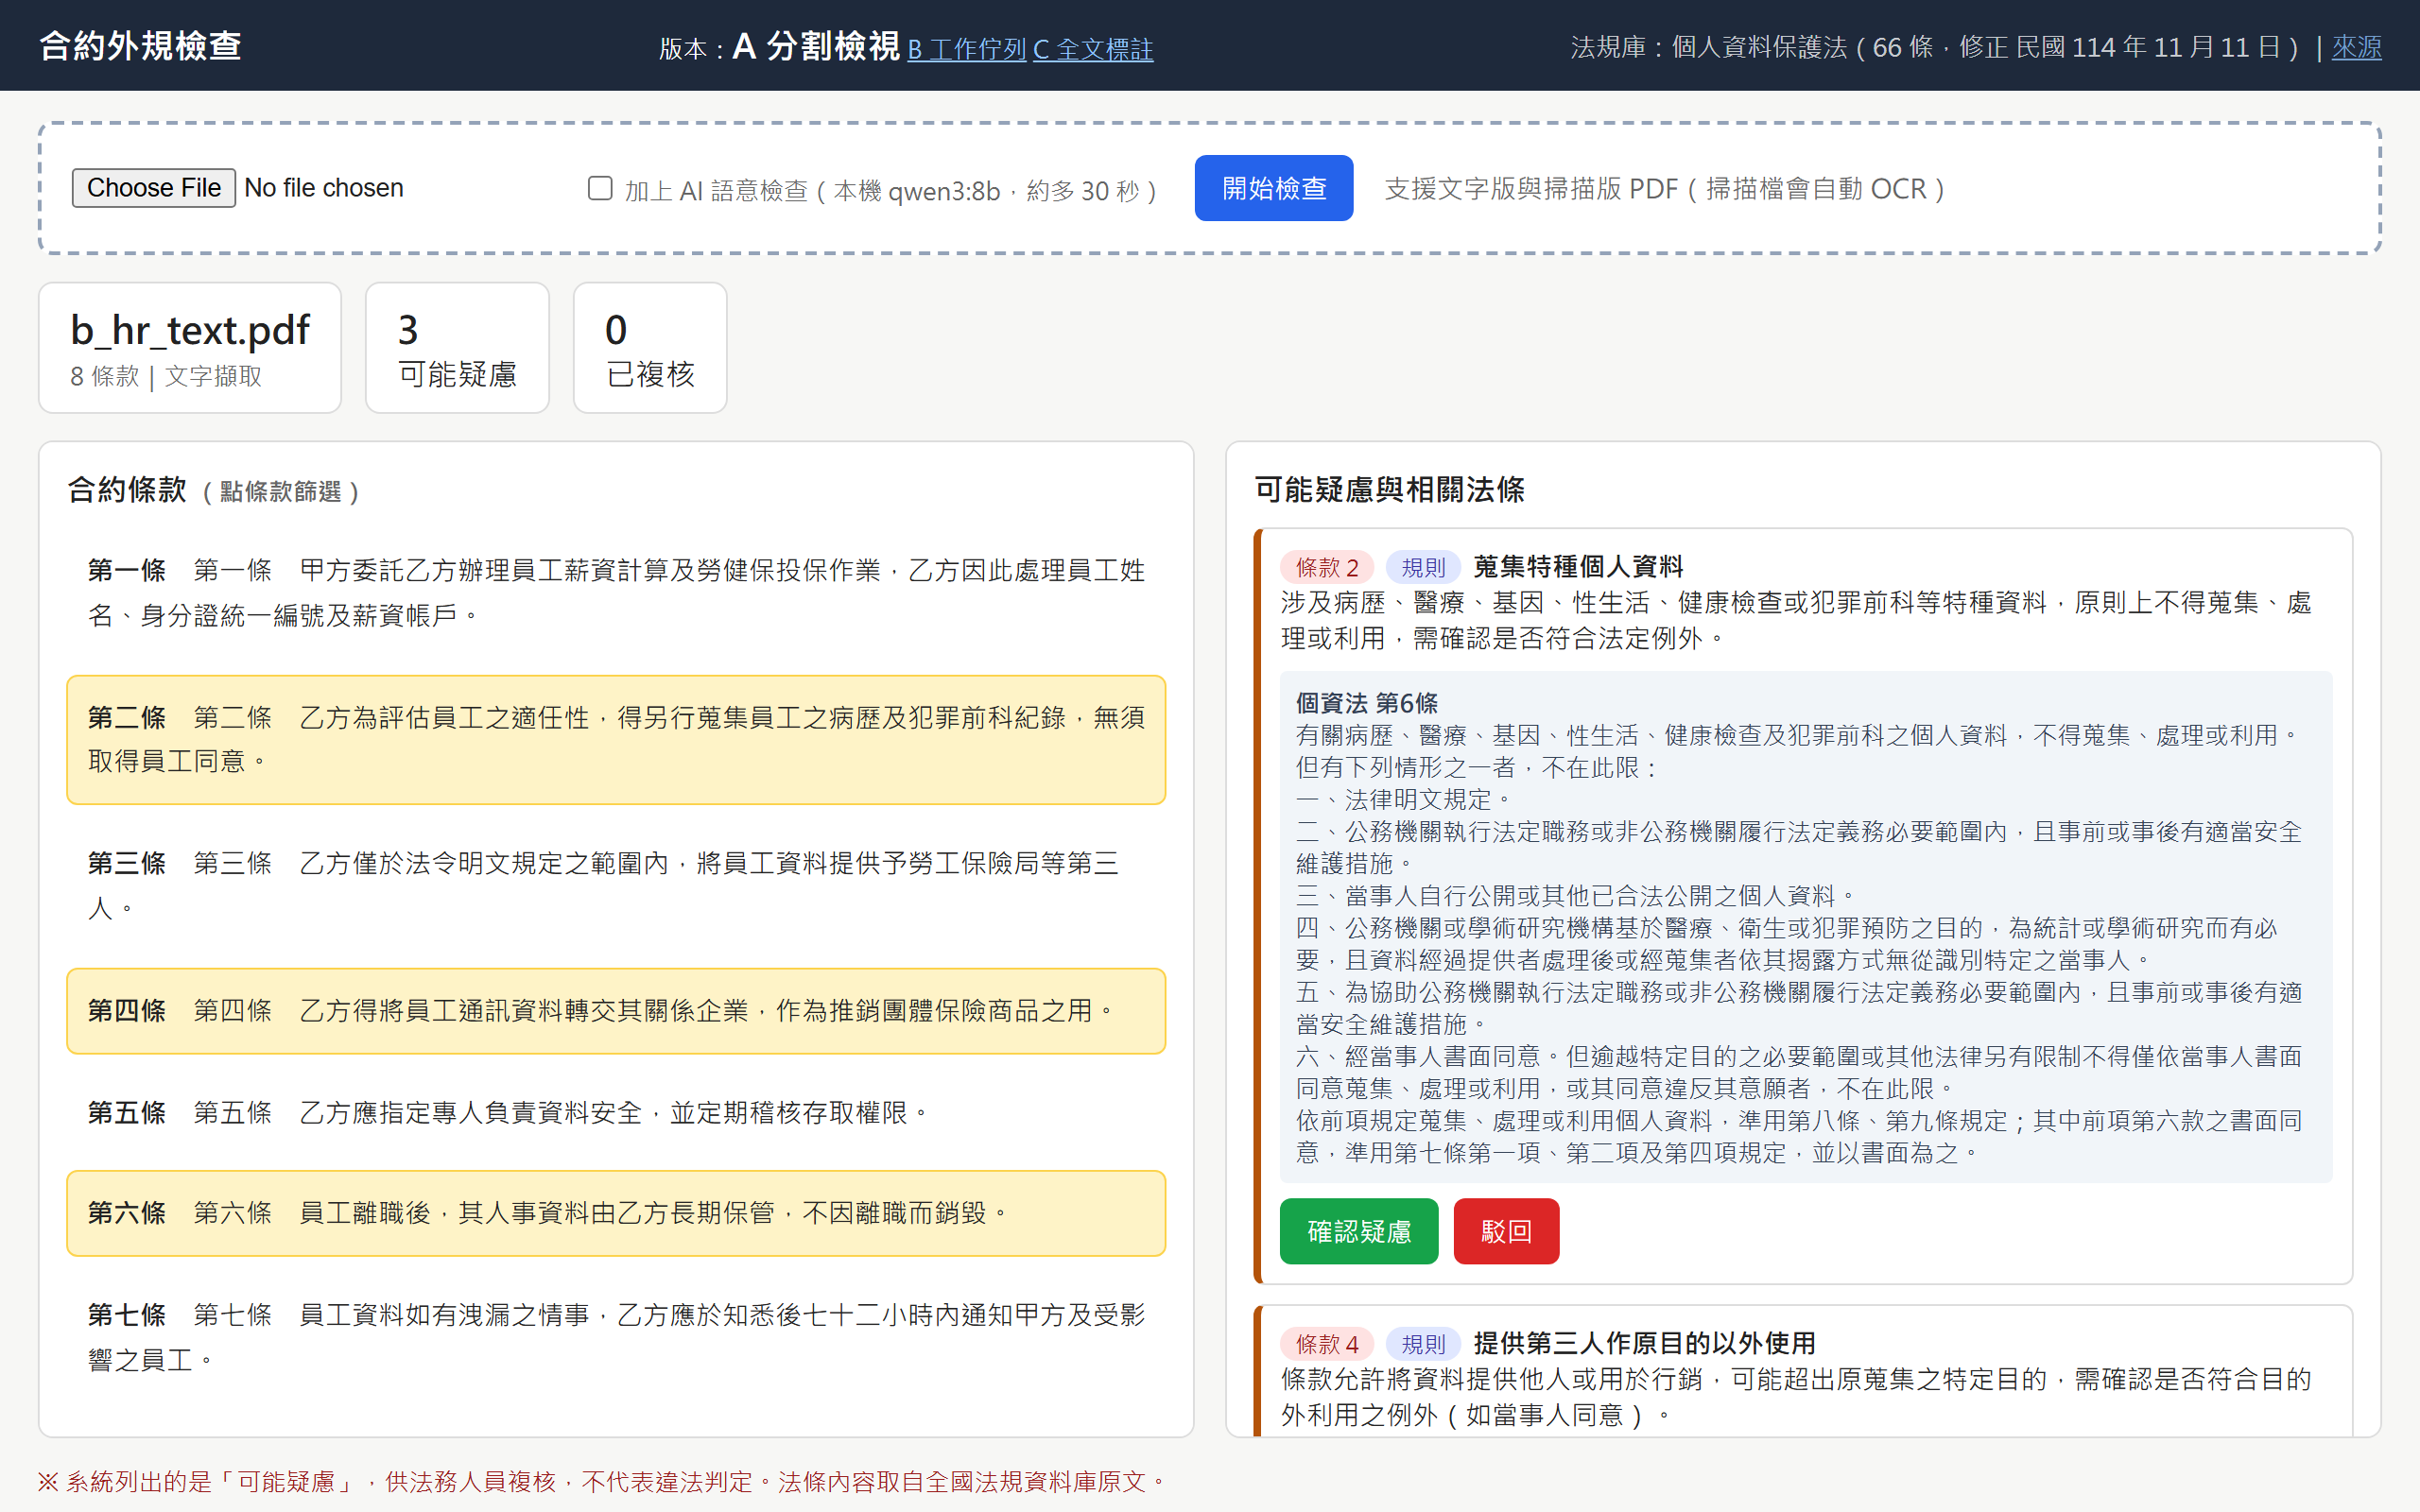 合約外規檢查
版本：A 分割檢視 B 工作佇列 C 全文標註
法規庫：個人資料保護法（66 條，修正 民國 114 年 11 月 11 日）｜來源
Choose File No file chosen
加上 AI 語意檢查（本機 qwen3:8b，約多 30 秒）
開始檢查
支援文字版與掃描版 PDF（掃描檔會自動 OCR）
b_hr_text.pdf
8 條款｜文字擷取
3
可能疑慮
0
已複核
合約條款（點條款篩選）
第一條 第一條 甲方委託乙方辦理員工薪資計算及勞健保投保作業，乙方因此處理員工姓
名、身分證統一編號及薪資帳戶。
第二條 第二條 乙方為評估員工之適任性，得另行蒐集員工之病歷及犯罪前科紀錄，無須
取得員工同意。
第三條 第三條 乙方僅於法令明文規定之範圍內，將員工資料提供予勞工保險局等第三
人。
第四條 第四條 乙方得將員工通訊資料轉交其關係企業，作為推銷團體保險商品之用。
第五條 第五條 乙方應指定專人負責資料安全，並定期稽核存取權限。
第六條 第六條 員工離職後，其人事資料由乙方長期保管，不因離職而銷毀。
第七條 第七條 員工資料如有洩漏之情事，乙方應於知悉後七十二小時內通知甲方及受影
響之員工。
可能疑慮與相關法條
條款 2 規則 蒐集特種個人資料
涉及病歷、醫療、基因、性生活、健康檢查或犯罪前科等特種資料，原則上不得蒐集、處
理或利用，需確認是否符合法定例外。
個資法 第6條
有關病歷、醫療、基因、性生活、健康檢查及犯罪前科之個人資料，不得蒐集、處理或利用。
但有下列情形之一者，不在此限：
一、法律明文規定。
二、公務機關執行法定職務或非公務機關履行法定義務必要範圍內，且事前或事後有適當安全
維護措施。
三、當事人自行公開或其他已合法公開之個人資料。
四、公務機關或學術研究機構基於醫療、衛生或犯罪預防之目的，為統計或學術研究而有必
要，且資料經過提供者處理後或經蒐集者依其揭露方式無從識別特定之當事人。
五、為協助公務機關執行法定職務或非公務機關履行法定義務必要範圍內，且事前或事後有適
當安全維護措施。
六、經當事人書面同意。但逾越特定目的之必要範圍或其他法律另有限制不得僅依當事人書面
同意蒐集、處理或利用，或其同意違反其意願者，不在此限。
依前項規定蒐集、處理或利用個人資料，準用第八條、第九條規定；其中前項第六款之書面同
意，準用第七條第一項、第二項及第四項規定，並以書面為之。
確認疑慮 駁回
條款 4 規則 提供第三人作原目的以外使用
條款允許將資料提供他人或用於行銷，可能超出原蒐集之特定目的，需確認是否符合目的
外利用之例外（如當事人同意）。
※ 系統列出的是「可能疑慮」，供法務人員複核，不代表違法判定。法條內容取自全國法規資料庫原文。